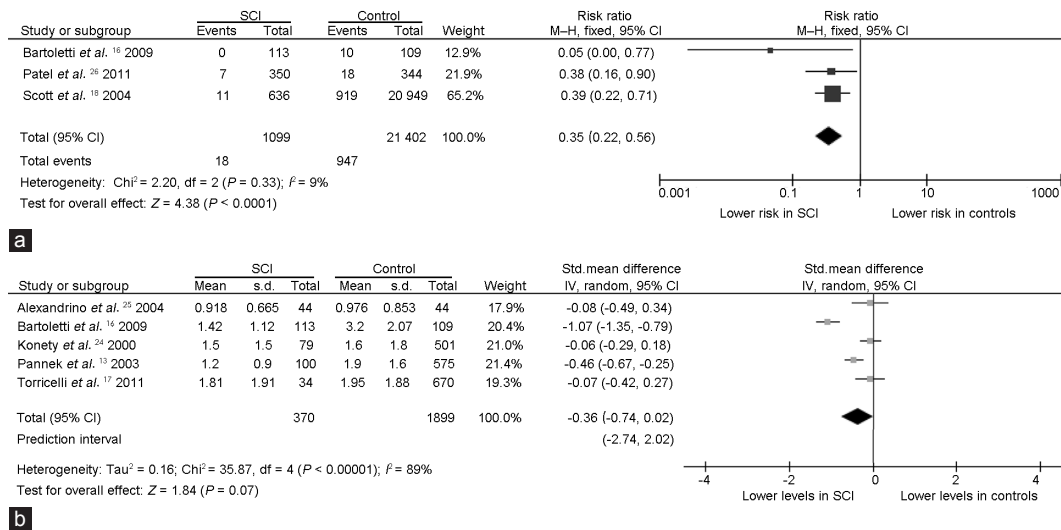 SCI Control Risk ratio Risk ratio
Study or subgroup Events Total Events Total Weight M–H, fixed, 95% CI M–H, fixed, 95% CI
Bartoletti et al. 16 2009 0 113 10 109 12.9% 0.05 (0.00, 0.77)
Patel et al. 26 2011 7 350 18 344 21.9% 0.38 (0.16, 0.90)
Scott et al. 18 2004 11 636 919 20 949 65.2% 0.39 (0.22, 0.71)
Total (95% CI) 1099 21 402 100.0% 0.35 (0.22, 0.56)
Total events 18 947
Heterogeneity: Chi2 = 2.20, df = 2 (P = 0.33); I2 = 9%
Test for overall effect: Z = 4.38 (P < 0.0001)
0.001 0.1 1 10 1000
Lower risk in SCI Lower risk in controls
a
SCI Control Std.mean difference Std.mean difference
Study or subgroup Mean s.d. Total Mean s.d. Total Weight IV, random, 95% CI IV, random, 95% CI
Alexandrino et al. 25 2004 0.918 0.665 44 0.976 0.853 44 17.9% -0.08 (-0.49, 0.34)
Bartoletti et al. 16 2009 1.42 1.12 113 3.2 2.07 109 20.4% -1.07 (-1.35, -0.79)
Konety et al. 24 2000 1.5 1.5 79 1.6 1.8 501 21.0% -0.06 (-0.29, 0.18)
Pannek et al. 13 2003 1.2 0.9 100 1.9 1.6 575 21.4% -0.46 (-0.67, -0.25)
Torricelli et al. 17 2011 1.81 1.91 34 1.95 1.88 670 19.3% -0.07 (-0.42, 0.27)
Total (95% CI) 370 1899 100.0% -0.36 (-0.74, 0.02)
Prediction interval (-2.74, 2.02)
Heterogeneity: Tau2 = 0.16; Chi2 = 35.87, df = 4 (P < 0.00001); I2 = 89%
Test for overall effect: Z = 1.84 (P = 0.07)
−4 −2 0 2 4
Lower levels in SCI Lower levels in controls
b